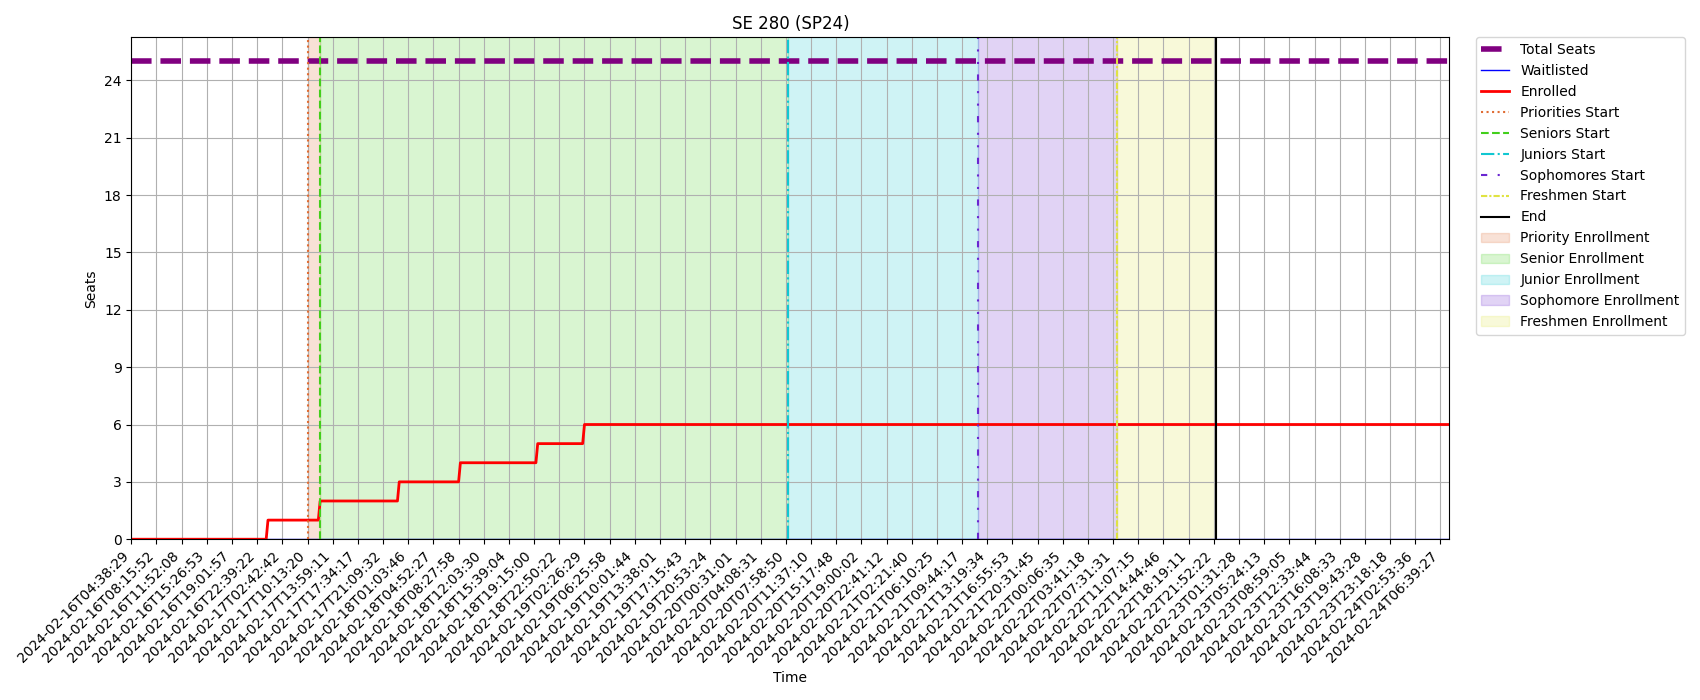 SE 280 (SP24)
Seats
24
21
18
15
12
9
6
3
0
2024-02-16T04:38:29
2024-02-16T08:15:52
2024-02-16T11:52:08
2024-02-16T15:26:53
2024-02-16T19:01:57
2024-02-16T22:39:22
2024-02-17T02:42:42
2024-02-17T10:13:20
2024-02-17T13:59:11
2024-02-17T17:34:17
2024-02-17T21:09:32
2024-02-18T01:03:46
2024-02-18T04:52:27
2024-02-18T08:27:58
2024-02-18T12:03:30
2024-02-18T15:39:04
2024-02-18T19:15:00
2024-02-18T22:50:22
2024-02-19T06:26:29
2024-02-19T06:25:58
2024-02-19T10:01:44
2024-02-19T13:38:01
2024-02-19T17:15:43
2024-02-19T20:53:24
2024-02-20T00:31:01
2024-02-20T04:08:31
2024-02-20T07:58:50
2024-02-20T11:37:10
2024-02-20T15:17:48
2024-02-20T19:00:02
2024-02-20T22:41:12
2024-02-21T02:21:40
2024-02-21T06:10:25
2024-02-21T09:44:17
2024-02-21T13:19:34
2024-02-21T16:55:53
2024-02-21T20:31:45
2024-02-22T00:06:35
2024-02-22T03:41:18
2024-02-22T07:31:31
2024-02-22T11:07:15
2024-02-22T14:44:46
2024-02-22T18:19:11
2024-02-22T21:52:22
2024-02-23T01:31:28
2024-02-23T05:24:13
2024-02-23T08:59:05
2024-02-23T12:33:44
2024-02-23T16:08:33
2024-02-23T19:43:28
2024-02-23T23:18:18
2024-02-24T02:53:36
2024-02-24T06:39:27
Time
Total Seats
Waitlisted
Enrolled
Priorities Start
Seniors Start
Juniors Start
Sophomores Start
Freshmen Start
End
Priority Enrollment
Senior Enrollment
Junior Enrollment
Sophomore Enrollment
Freshmen Enrollment